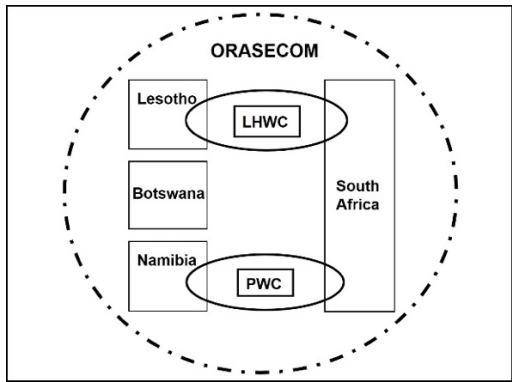 ORASECOM
Lesotho
LHWC
Botswana
South
Africa
Namibia
PWC